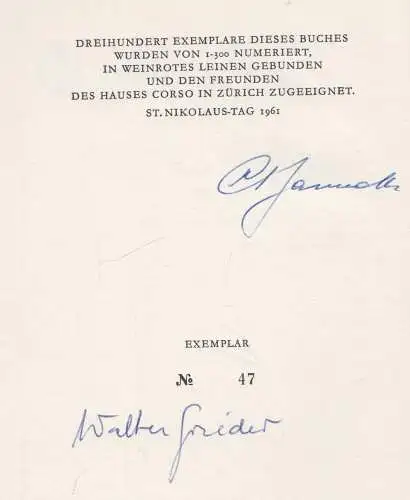 DREIHUNDERT EXEMPLARE DIESES BUCHES
WURDEN VON 1-300 NUMERIERT,
IN WEINROTES LEINEN GEBUNDEN
UND DEN FREUNDEN
DES HAUSES CORSO IN ZÜRICH ZUGEEIGNET.
ST. NIKOLAUS-TAG 1961
EXEMPLAR
№ 47
Walter Grieder